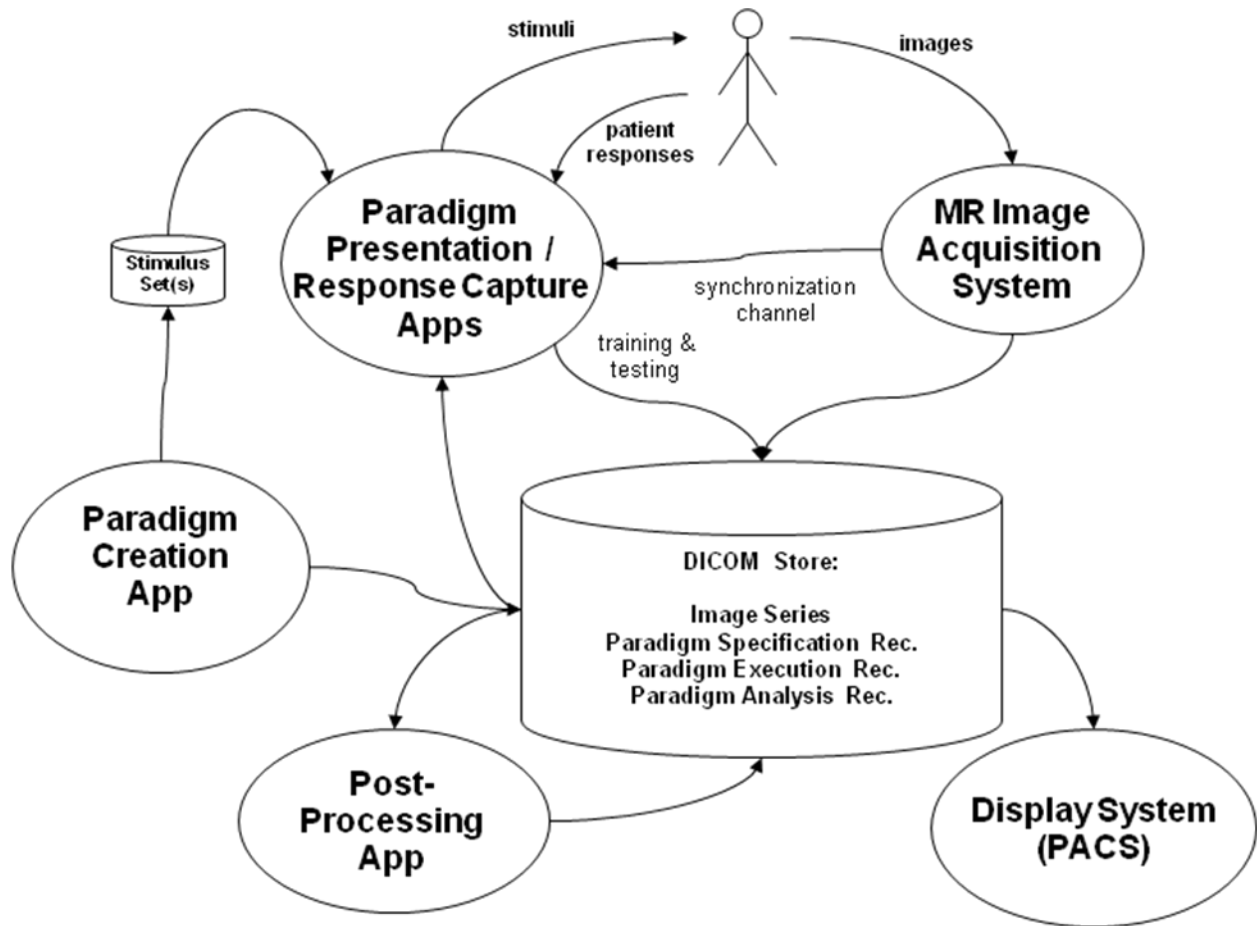 stimuli
images
patient
responses
Paradigm
Presentation /
Response Capture
Apps
MR Image
Acquisition
System
Stimulus
Set(s)
synchronization
channel
training &
testing
Paradigm
Creation
App
DICOM Store:
Image Series
Paradigm Specification Rec.
Paradigm Execution Rec.
Paradigm Analysis Rec.
Post-
Processing
App
Display System
(PACS)